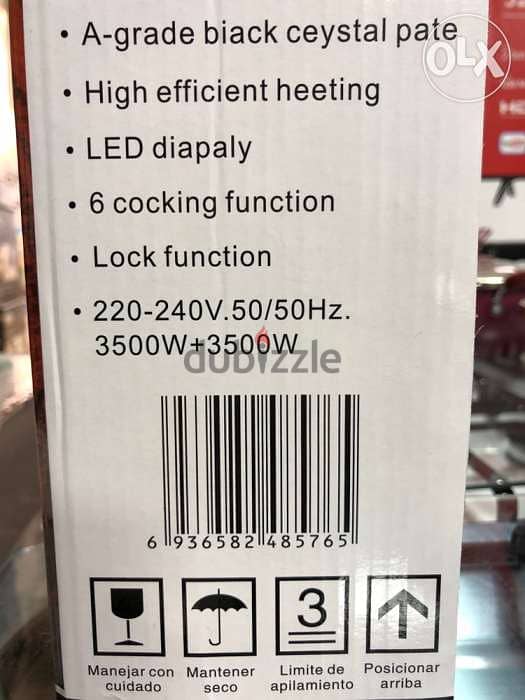 • A-grade biack ceystal pate
OLX
• High efficient heeting
• LED diapaly
• 6 cocking function
• Lock function
• 220-240V.50/50Hz.
3500W+3500W
dubizzle
6 936582 485765
3
Manejar con cuidado
Mantener seco
Limite de apilamiento
Posicionar arriba